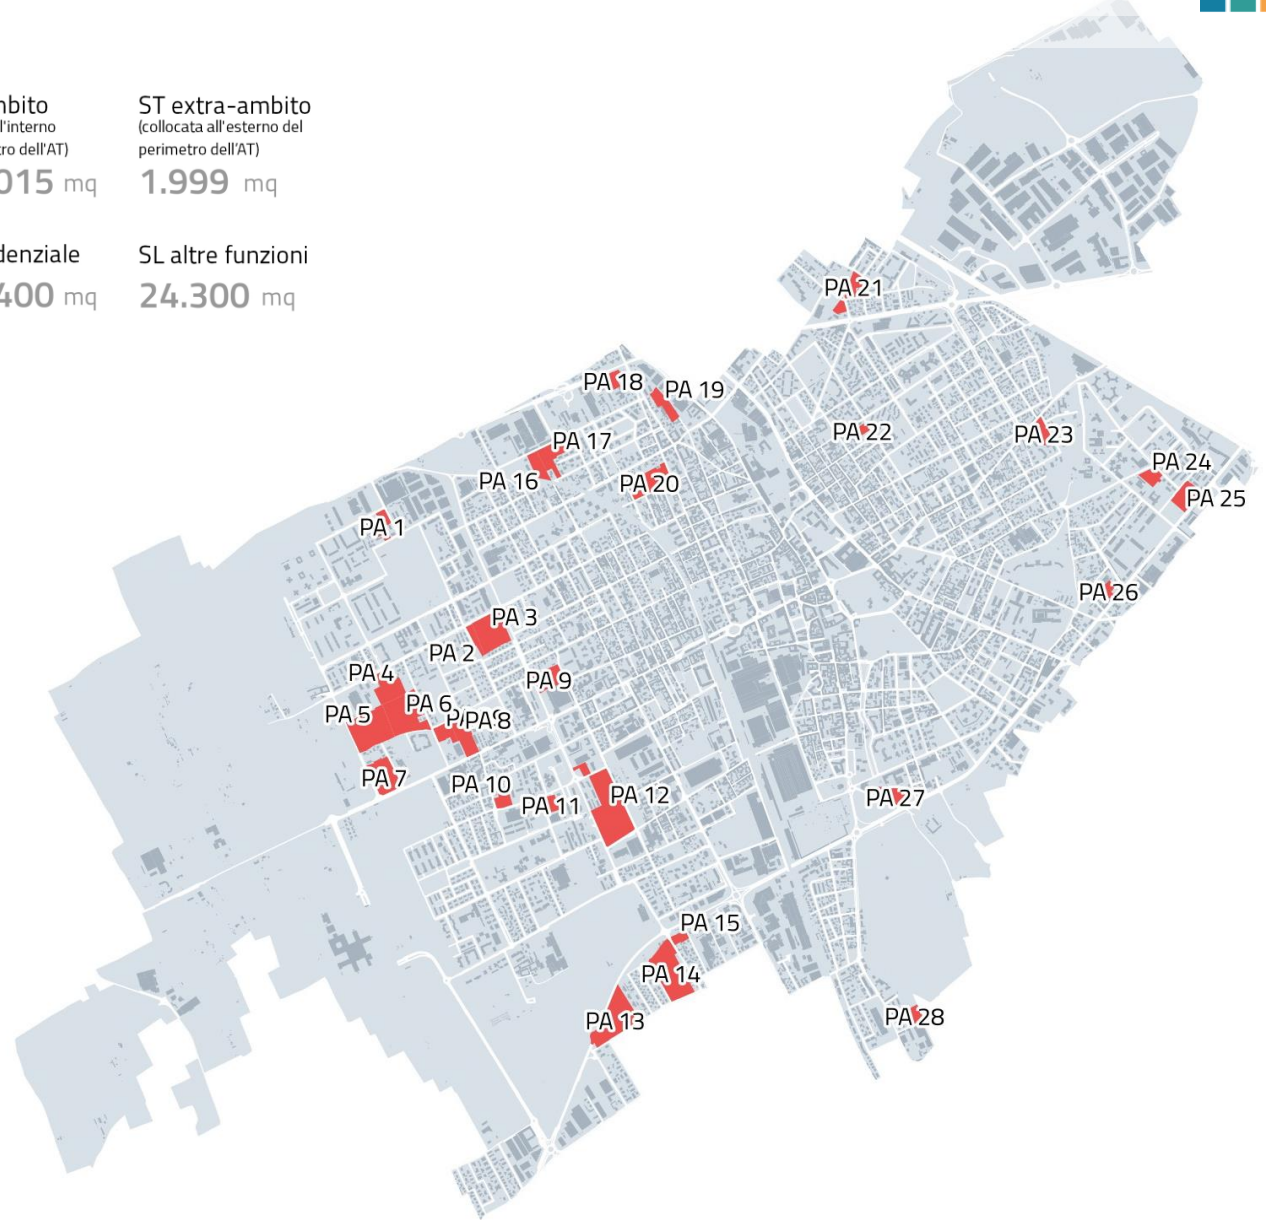 ST extra-ambito
(collocata all'esterno del
perimetro dell'AT)
1.999 mq
l'interno
dell'AT)
015 mq
SL altre funzioni
24.300 mq
400 mq
PA 21
PA 18
PA 19
PA 22
PA 23
PA 17
PA 16
PA 20
PA 24
PA 25
PA 1
PA 26
PA 3
PA 2
PA 4
PA 9
PA 5
PA 6
PA 8
PA 7
PA 10
PA 11
PA 12
PA 27
PA 15
PA 14
PA 13
PA 28